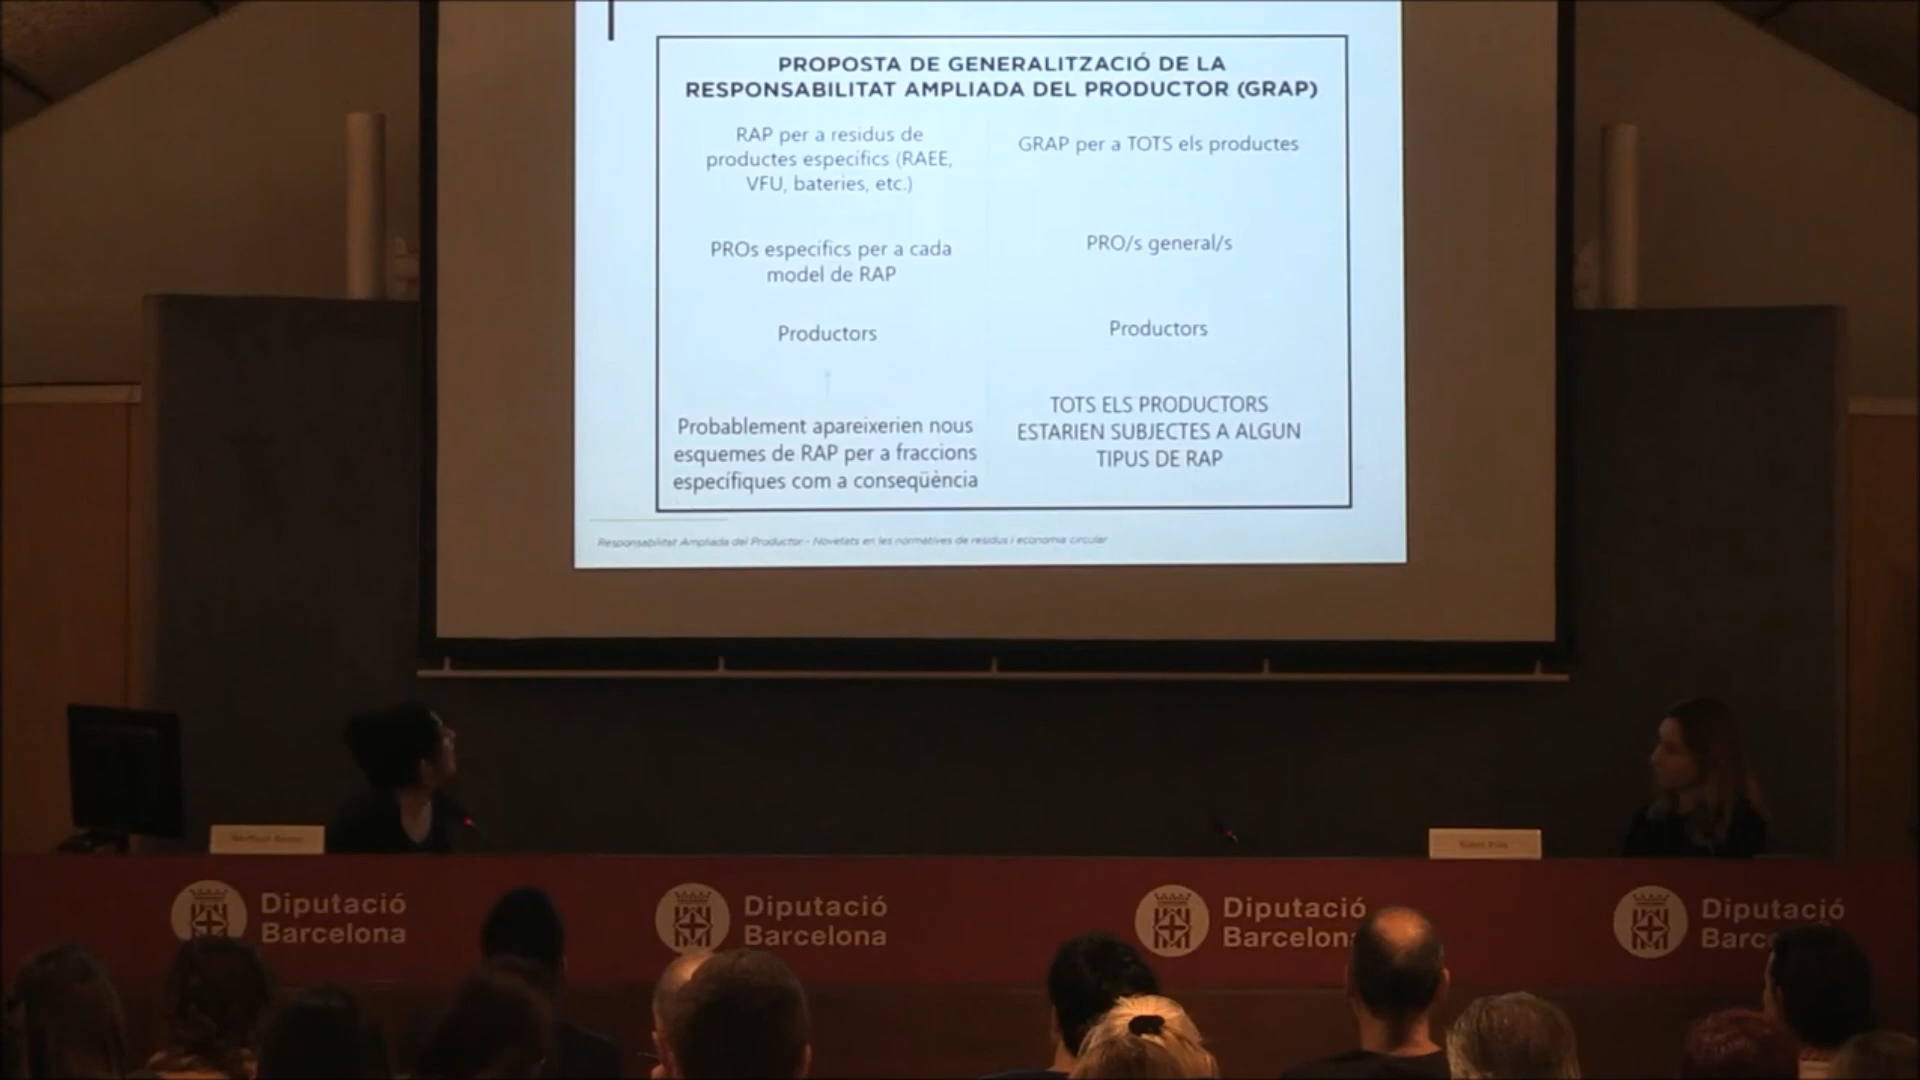 PROPOSTA DE GENERALITZACIÓ DE LA
RESPONSABILITAT AMPLIADA DEL PRODUCTOR (GRAP)
RAP per a residus de
productes específics (RAEE,
VFU, bateries, etc.)
PROs específics per a cada
model de RAP
Productors
Probablement apareixerien nous
esquemes de RAP per a fraccions
específiques com a conseqüència
GRAP per a TOTS els productes
PRO/s general/s
Productors
TOTS ELS PRODUCTORS
ESTARIEN SUBJECTES A ALGUN
TIPUS DE RAP
Responsabilitat Ampliada del Productor - Novetats en les normatives de residus i economia circular
Diputació
Barcelona
Diputació
Barcelona
Diputació
Barcelon
Diputació
Barc